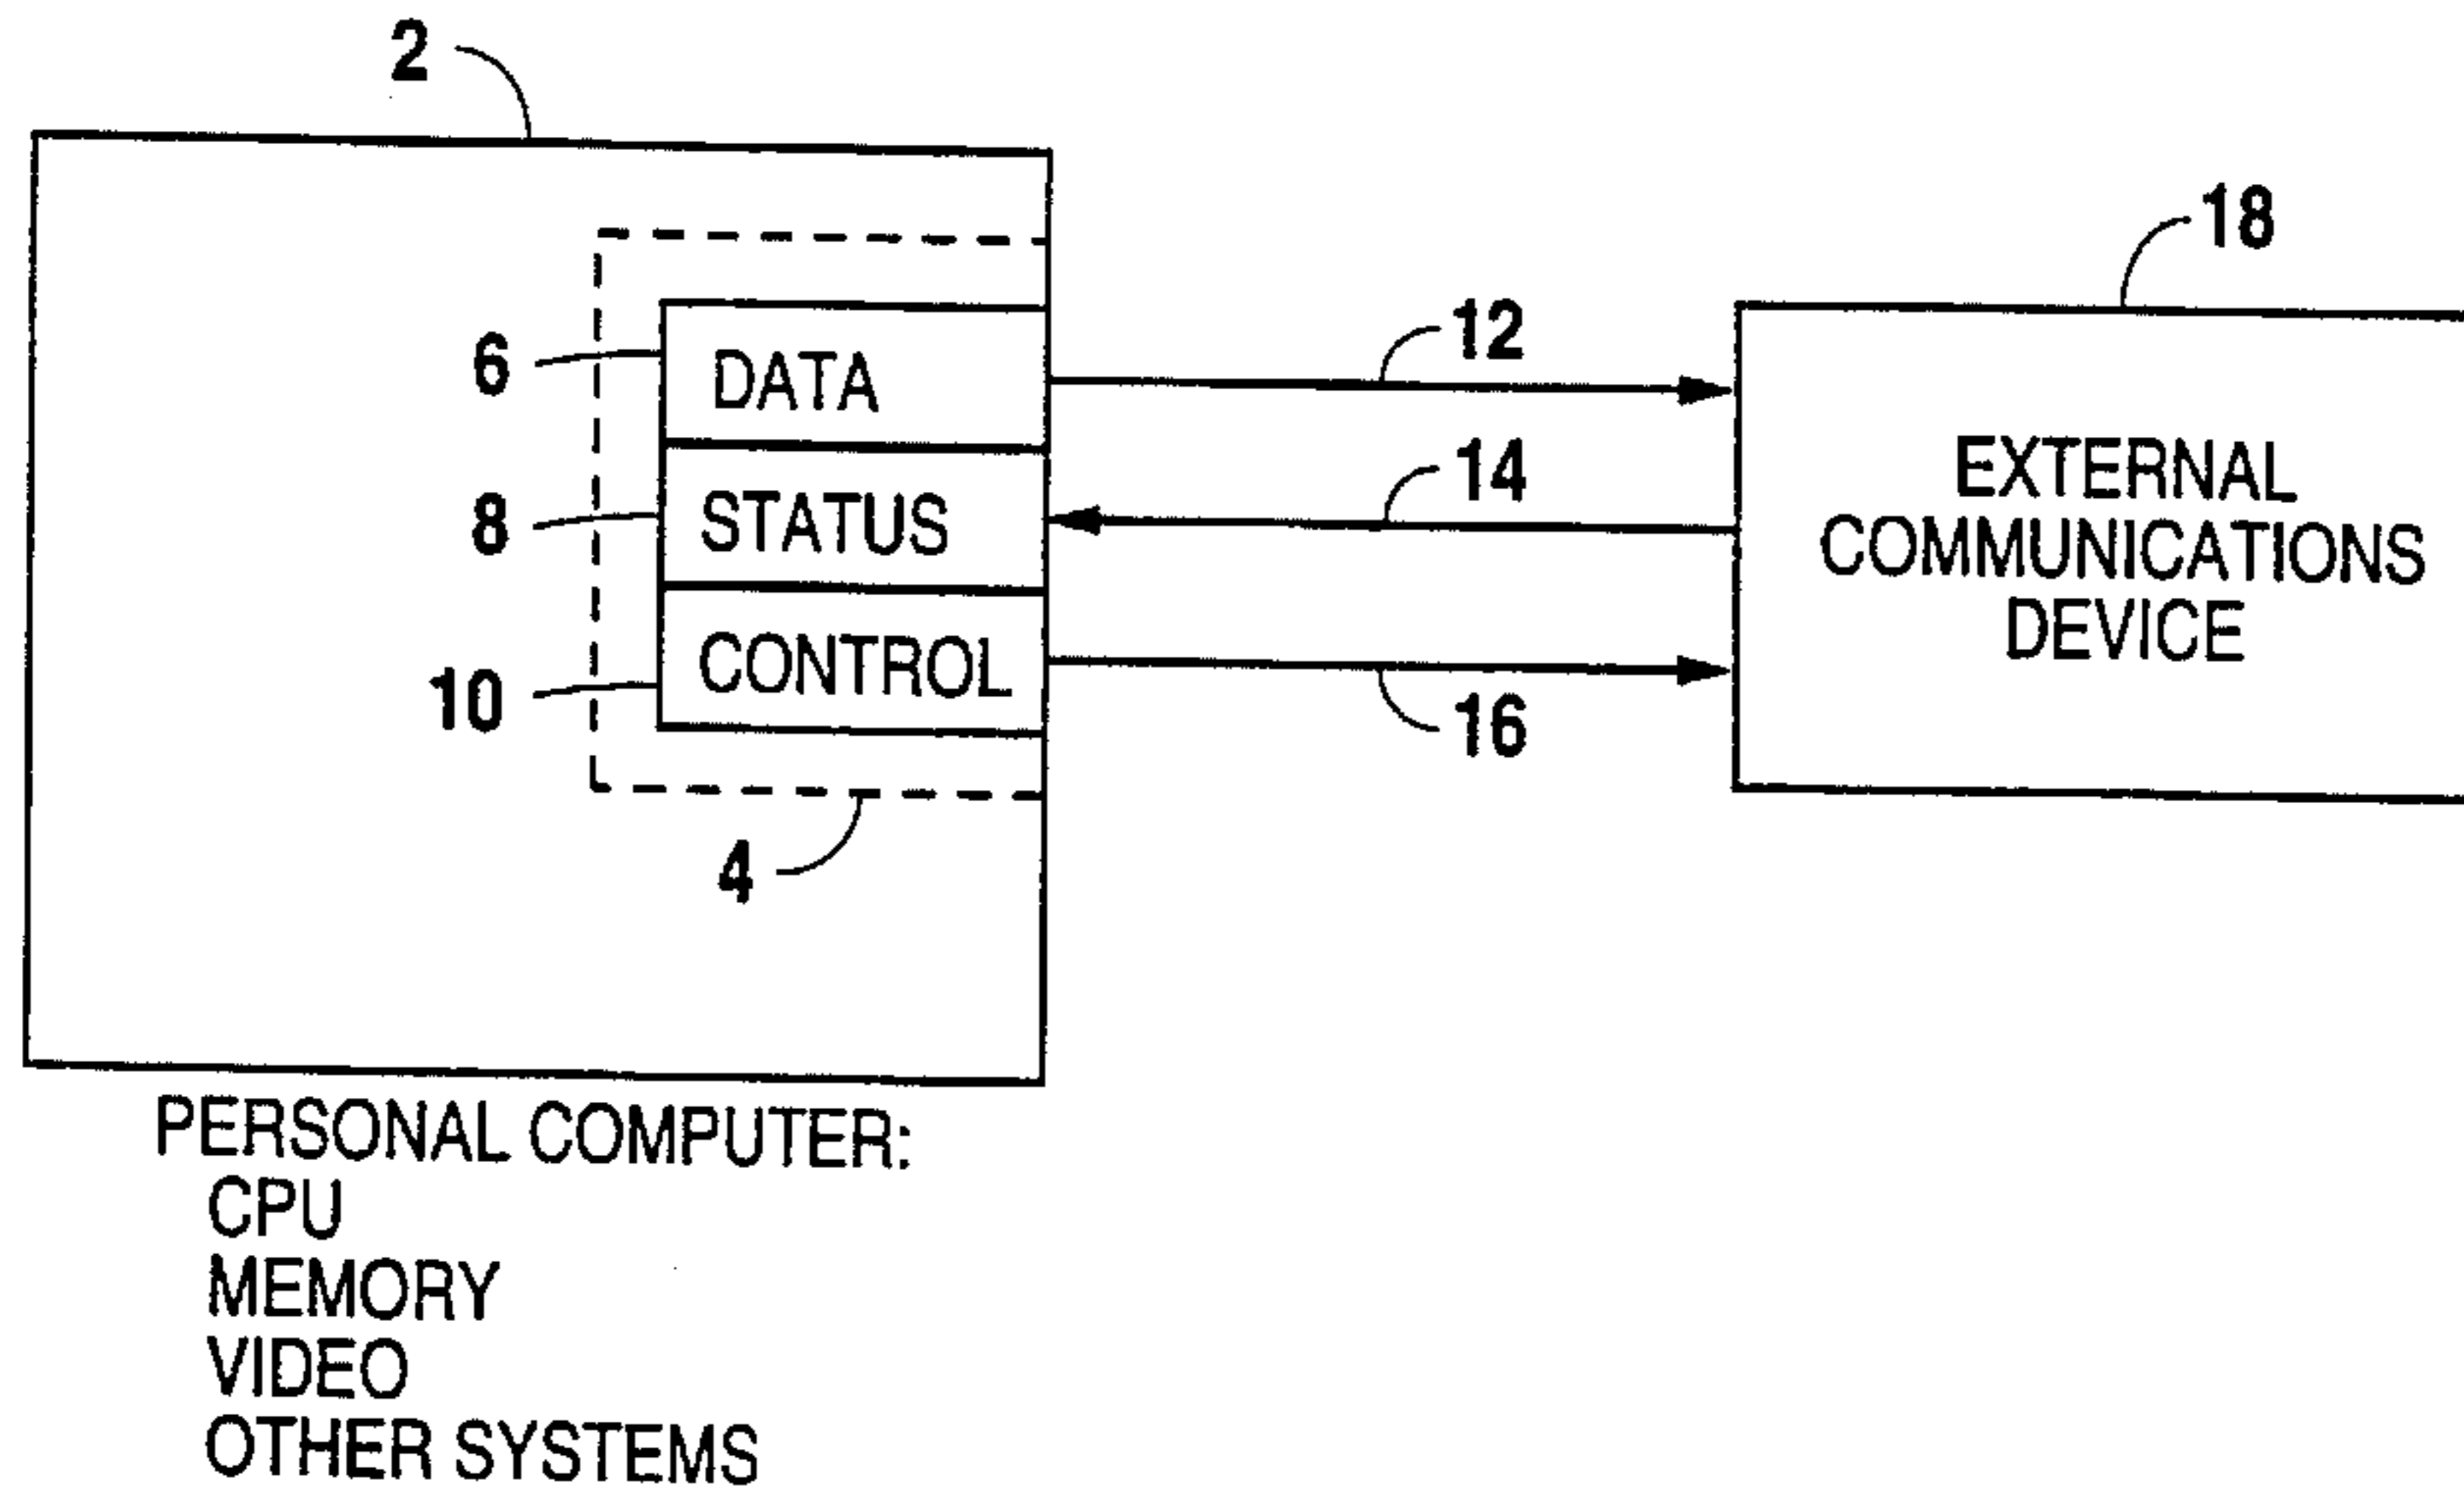 2
18
12
6
DATA
14
EXTERNAL
COMMUNICATIONS
DEVICE
8
STATUS
10
CONTROL
16
4
PERSONAL COMPUTER:
CPU
MEMORY
VIDEO
OTHER SYSTEMS